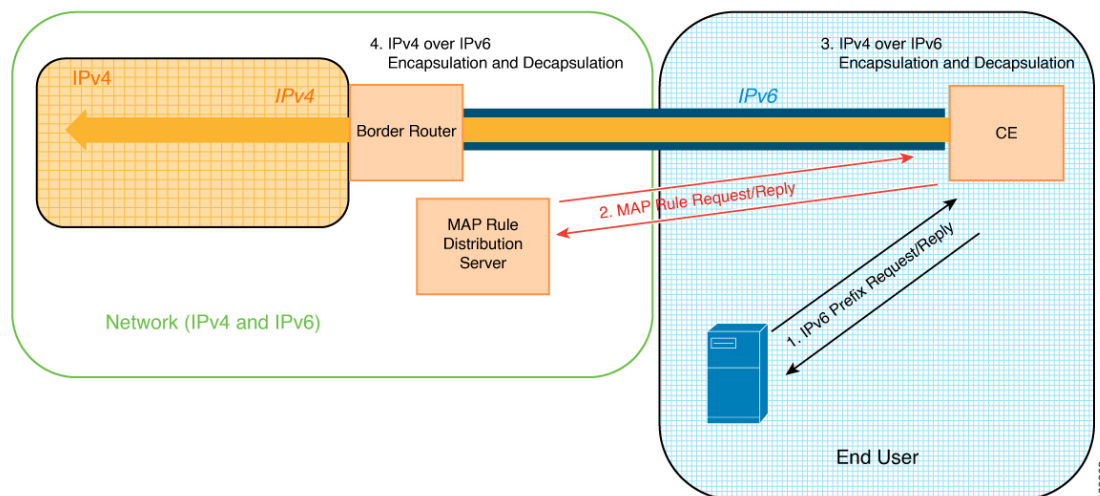 4. IPv4 over IPv6
Encapsulation and Decapsulation
3. IPv4 over IPv6
Encapsulation and Decapsulation
IPv4
IPv4
IPv6
Border Router
CE
2. MAP Rule Request/Reply
MAP Rule
Distribution
Server
1. IPv6 Prefix Request/Reply
Network (IPv4 and IPv6)
End User